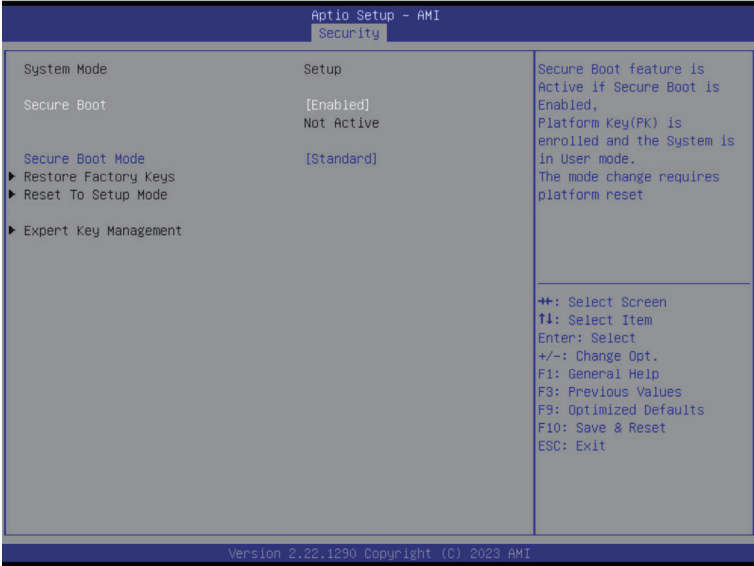 Aptio Setup – AMI
Security
System Mode Setup
Secure Boot [Enabled]
Not Active
Secure Boot Mode [Standard]
▶ Restore Factory Keys
▶ Reset To Setup Mode
▶ Expert Key Management
Secure Boot feature is
Active if Secure Boot is
Enabled,
Platform Key(PK) is
enrolled and the System is
in User mode.
The mode change requires
platform reset
→←: Select Screen
↑↓: Select Item
Enter: Select
+/-: Change Opt.
F1: General Help
F3: Previous Values
F9: Optimized Defaults
F10: Save & Reset
ESC: Exit
Version 2.22.1290 Copyright (C) 2023 AMI